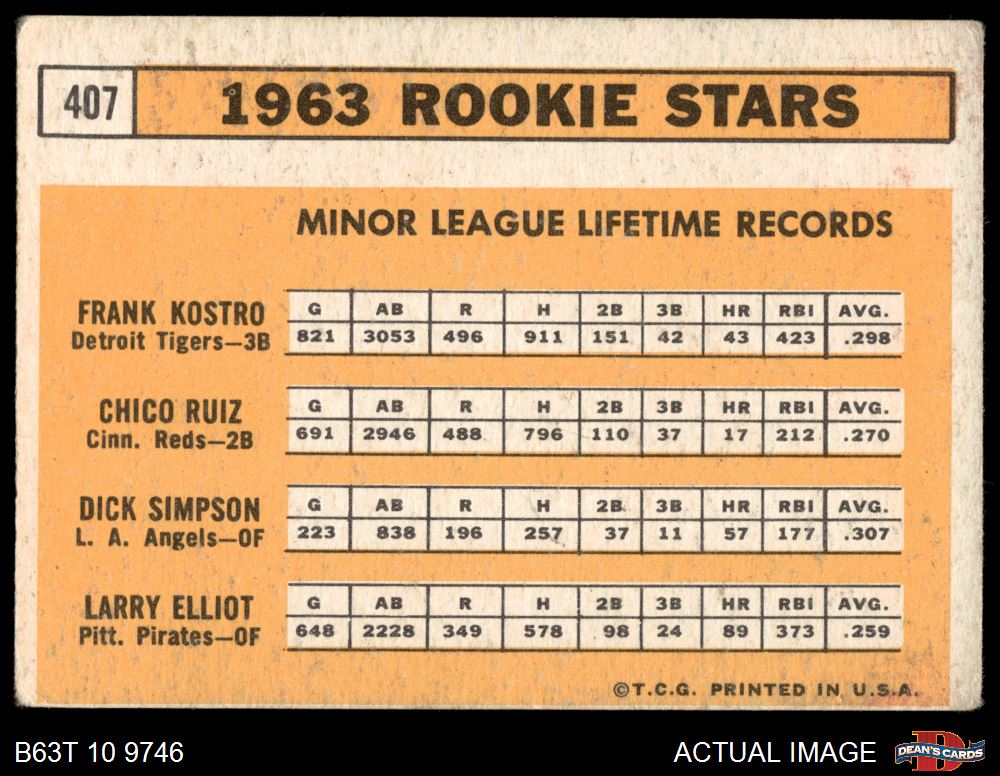 407 1963 ROOKIE STARS
MINOR LEAGUE LIFETIME RECORDS
FRANK KOSTRO G AB R H 2B 3B HR RBI AVG.
Detroit Tigers—3B 821 3053 496 911 151 42 43 423 .298
CHICO RUIZ G AB R H 2B 3B HR RBI AVG.
Cinn. Reds—2B 691 2946 488 796 110 37 17 212 .270
DICK SIMPSON G AB R H 2B 3B HR RBI AVG.
L. A. Angels—OF 223 838 196 257 37 11 57 177 .307
LARRY ELLIOT G AB R H 2B 3B HR RBI AVG.
Pitt. Pirates—OF 648 2228 349 578 98 24 89 373 .259
©T.C.G. PRINTED IN U.S.A.
B63T 10 9746 ACTUAL IMAGE D DEAN'S CARDS